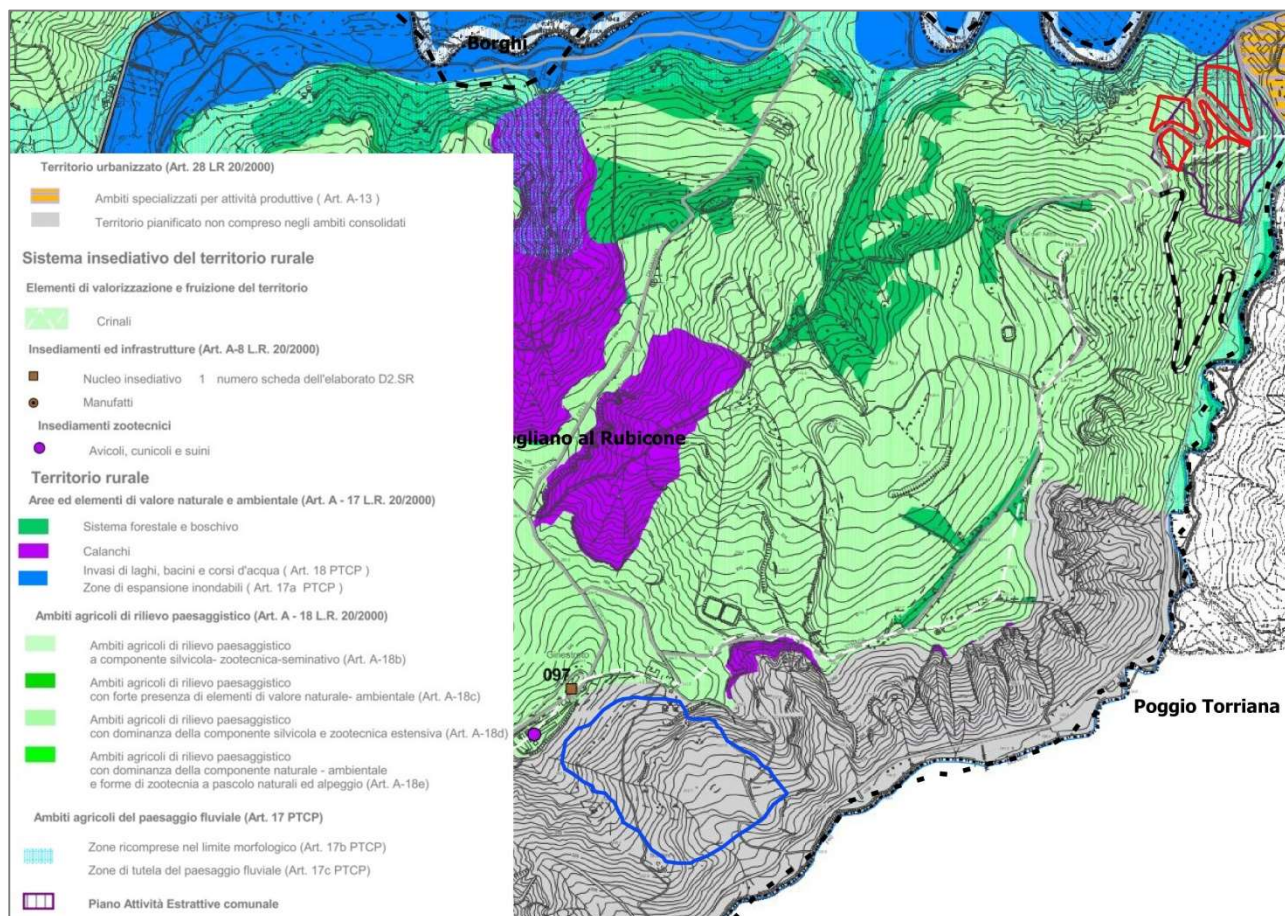 Borghi
Territorio urbanizzato (Art. 28 LR 20/2000)
Ambiti specializzati per attività produttive ( Art. A-13 )
Territorio pianificato non compreso negli ambiti consolidati
Sistema insediativo del territorio rurale
Elementi di valorizzazione e fruizione del territorio
Crinali
Insediamenti ed infrastrutture (Art. A-8 L.R. 20/2000)
Nucleo insediativo 1 numero scheda dell'elaborato D2.SR
Manufatti
Insediamenti zootecnici
Avicoli, cunicoli e suini
Territorio rurale
Aree ed elementi di valore naturale e ambientale (Art. A - 17 L.R. 20/2000)
Sistema forestale e boschivo
Calanchi
Invasi di laghi, bacini e corsi d'acqua ( Art. 18 PTCP )
Zone di espansione inondabili ( Art. 17a PTCP )
Ambiti agricoli di rilievo paesaggistico (Art. A - 18 L.R. 20/2000)
Ambiti agricoli di rilievo paesaggistico
a componente silvicola- zootecnica-seminativo (Art. A-18b)
Ambiti agricoli di rilievo paesaggistico
con forte presenza di elementi di valore naturale- ambientale (Art. A-18c)
Ambiti agricoli di rilievo paesaggistico
con dominanza della componente silvicola e zootecnica estensiva (Art. A-18d)
Ambiti agricoli di rilievo paesaggistico
con dominanza della componente naturale - ambientale
e forme di zootecnia a pascolo naturali ed alpeggio (Art. A-18e)
Ambiti agricoli del paesaggio fluviale (Art. 17 PTCP)
Zone ricomprese nel limite morfologico (Art. 17b PTCP)
Zone di tutela del paesaggio fluviale (Art. 17c PTCP)
Piano Attività Estrattive comunale
ogliano al Rubicone
Ginestreto
097
Poggio Torriana